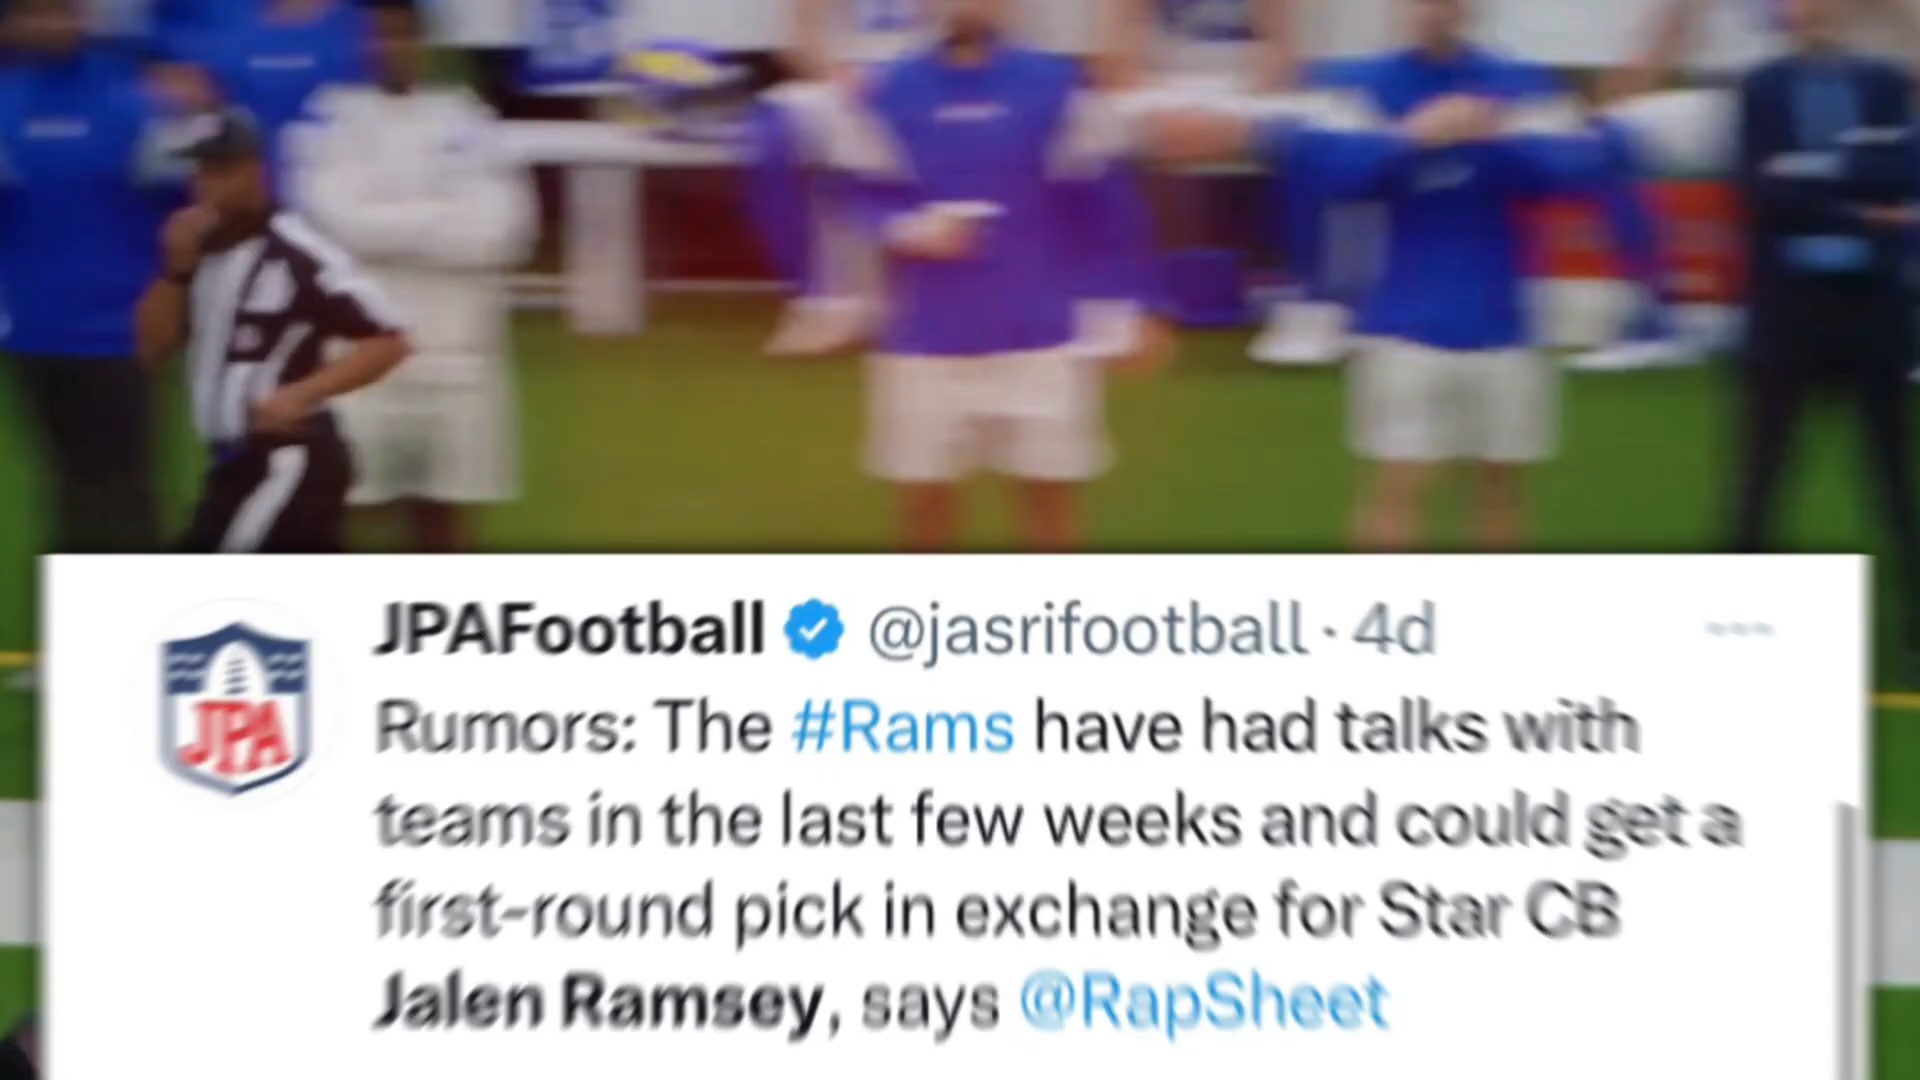 JPAFootball @jasrifootball · 4d
JPA
Rumors: The #Rams have had talks with
teams in the last few weeks and could get a
first-round pick in exchange for Star CB
Jalen Ramsey, says @RapSheet